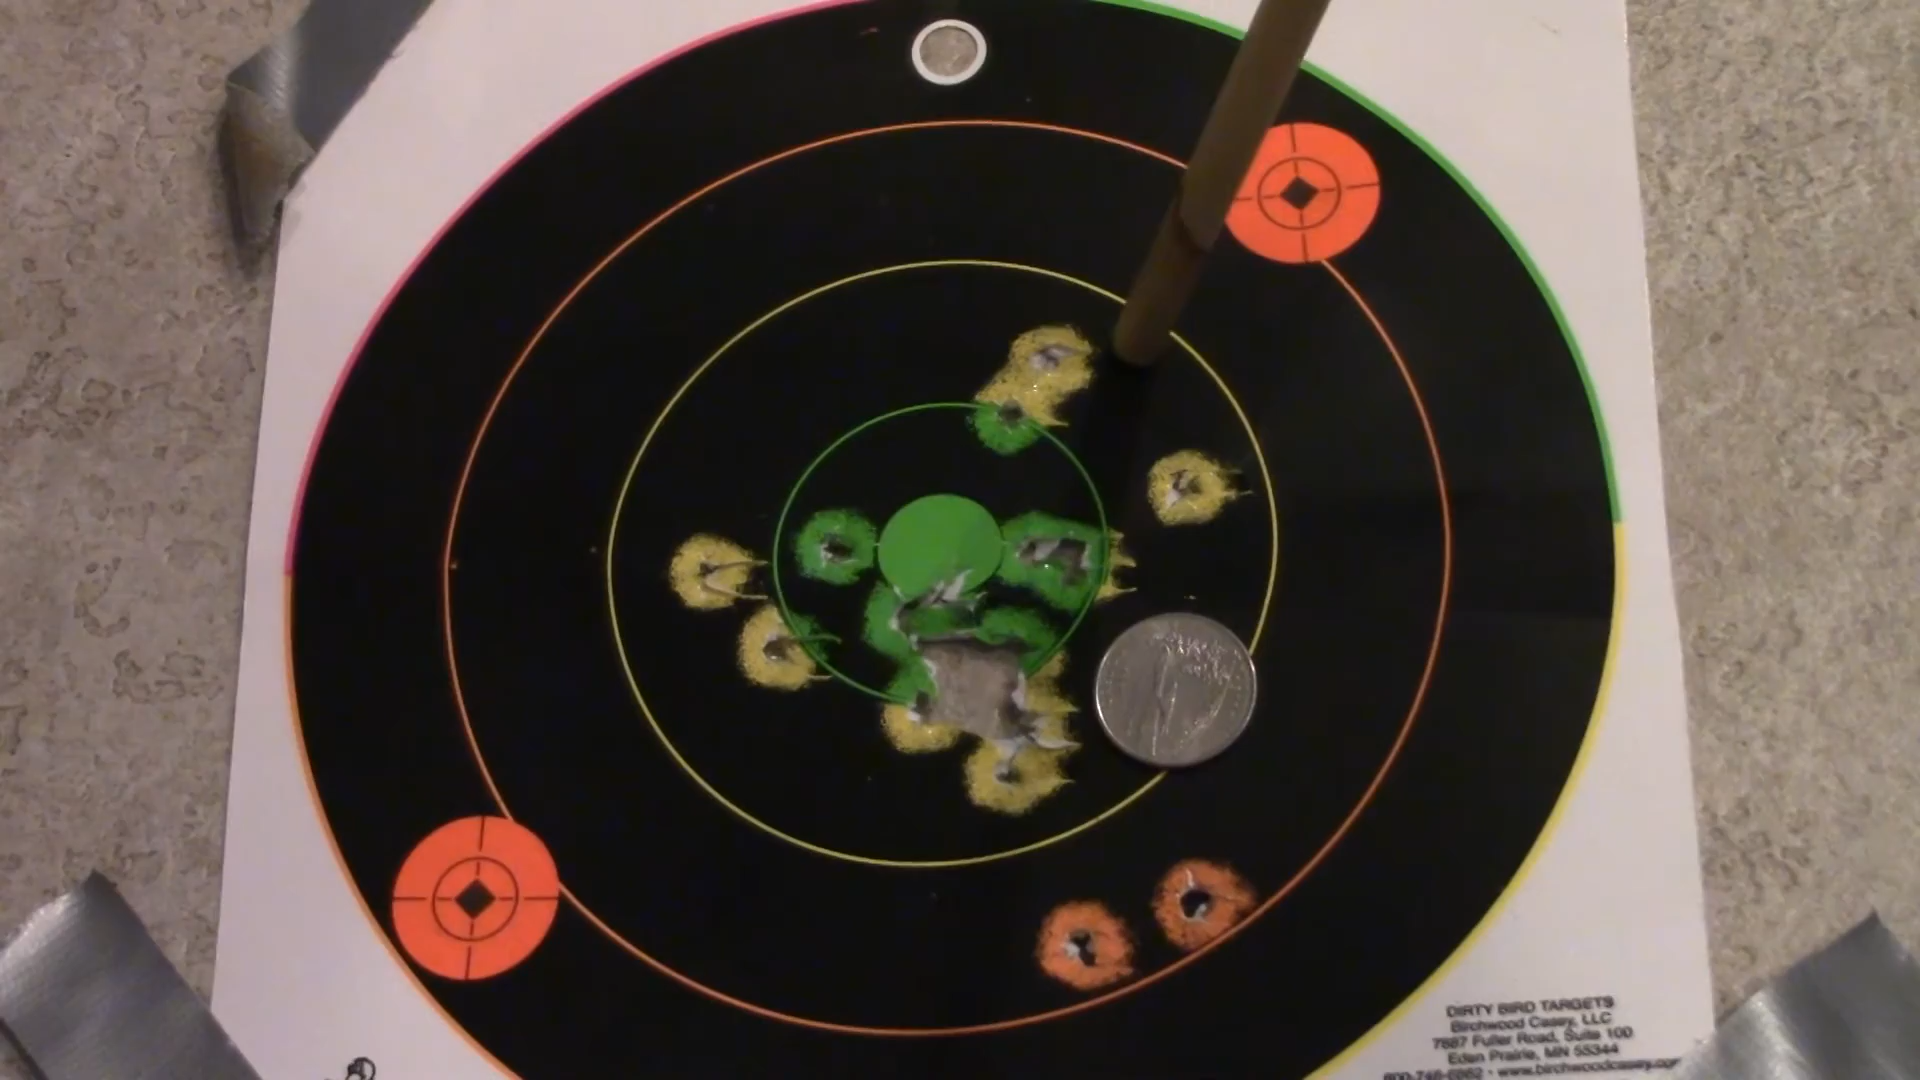 DIRTY BIRD TARGETS
Birchwood Casey, LLC
7887 Fuller Road, Suite 100
Eden Prairie, MN 55344